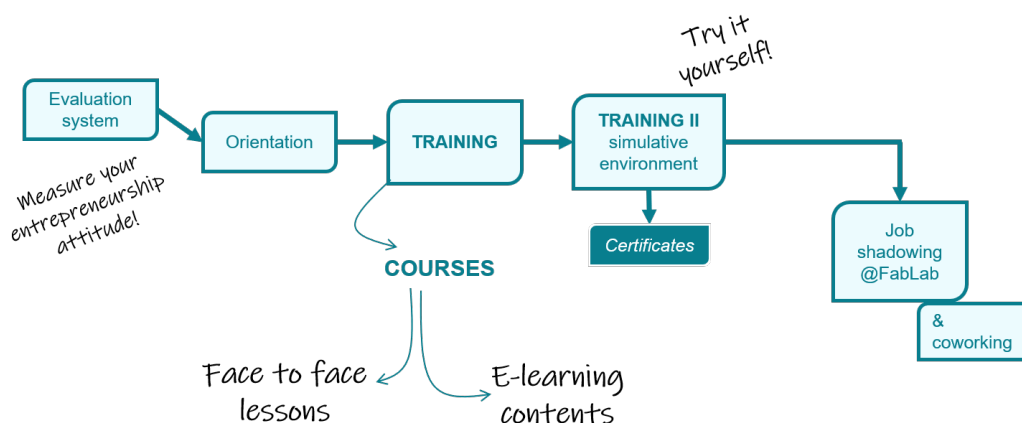 Try it
yourself!
Evaluation
system
Orientation
TRAINING
TRAINING II
simulative
environment
Measure your
entrepreneurship
attitude!
Certificates
Job
shadowing
@FabLab
COURSES
&
coworking
Face to face
lessons
E-learning
contents